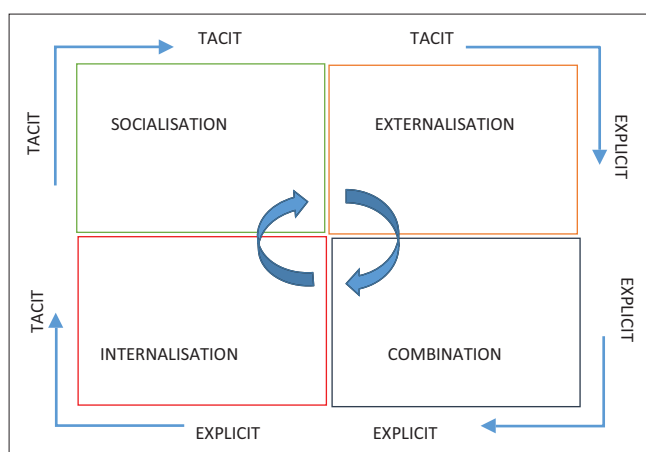 TACIT
TACIT
TACIT
SOCIALISATION
EXTERNALISATION
EXPLICIT
TACIT
INTERNALISATION
COMBINATION
EXPLICIT
EXPLICIT
EXPLICIT